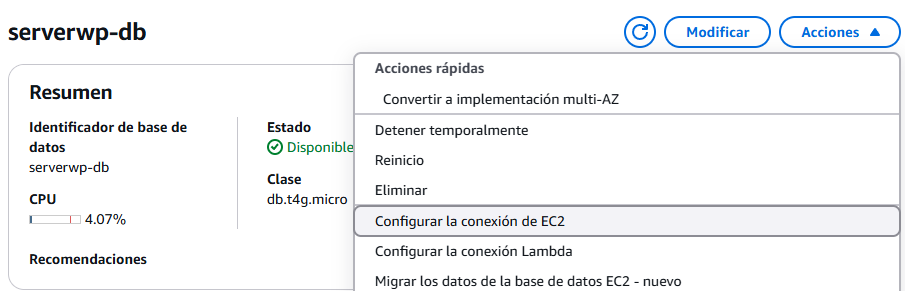 serverwp-db
Modificar
Acciones
Acciones rápidas
Convertir a implementación multi-AZ
Detener temporalmente
Reinicio
Eliminar
Configurar la conexión de EC2
Configurar la conexión Lambda
Migrar los datos de la base de datos EC2 - nuevo
Resumen
Identificador de base de
datos
serverwp-db
CPU
4.07%
Recomendaciones
Estado
Disponible
Clase
db.t4g.micro